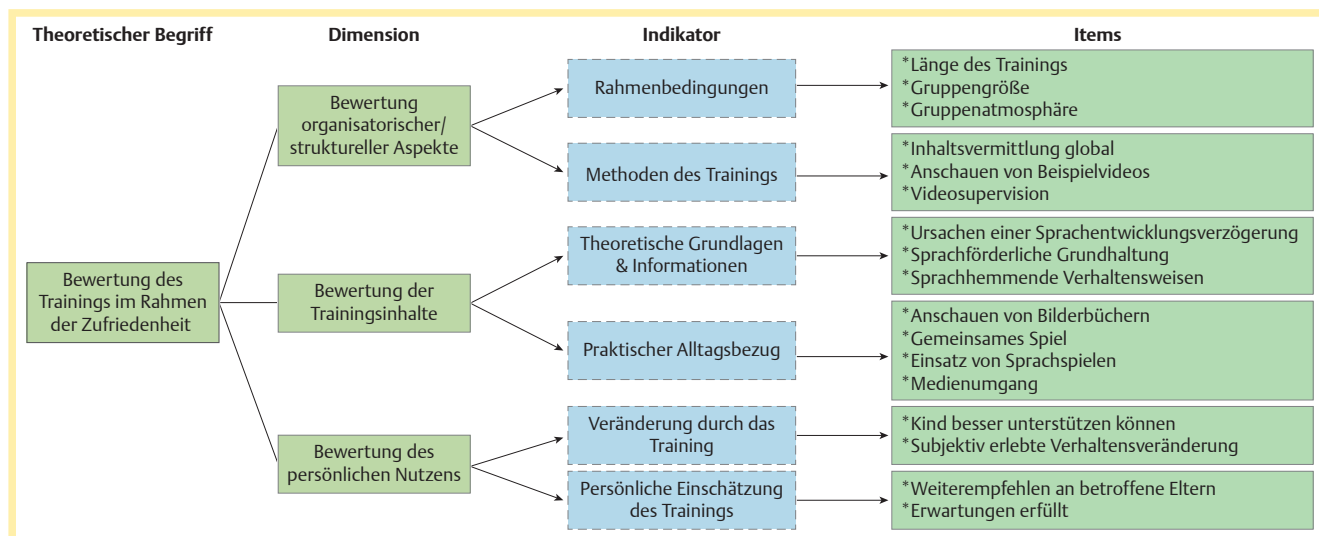 Theoretischer Begriff
Dimension
Indikator
Items
Bewertung des
Trainings im Rahmen
der Zufriedenheit
Bewertung
organisatorischer/
struktureller Aspekte
Rahmenbedingungen
*Länge des Trainings
*Gruppengröße
*Gruppenatmosphäre
Methoden des Trainings
*Inhaltsvermittlung global
*Anschauen von Beispielvideos
*Videosupervision
Bewertung der
Trainingsinhalte
Theoretische Grundlagen
& Informationen
*Ursachen einer Sprachentwicklungsverzögerung
*Sprachförderliche Grundhaltung
*Sprachhemmende Verhaltensweisen
Praktischer Alltagsbezug
*Anschauen von Bilderbüchern
*Gemeinsames Spiel
*Einsatz von Sprachspielen
*Medienumgang
Bewertung des
persönlichen Nutzens
Veränderung durch das
Training
*Kind besser unterstützen können
*Subjektiv erlebte Verhaltensveränderung
Persönliche Einschätzung
des Trainings
*Weiterempfehlen an betroffene Eltern
*Erwartungen erfüllt